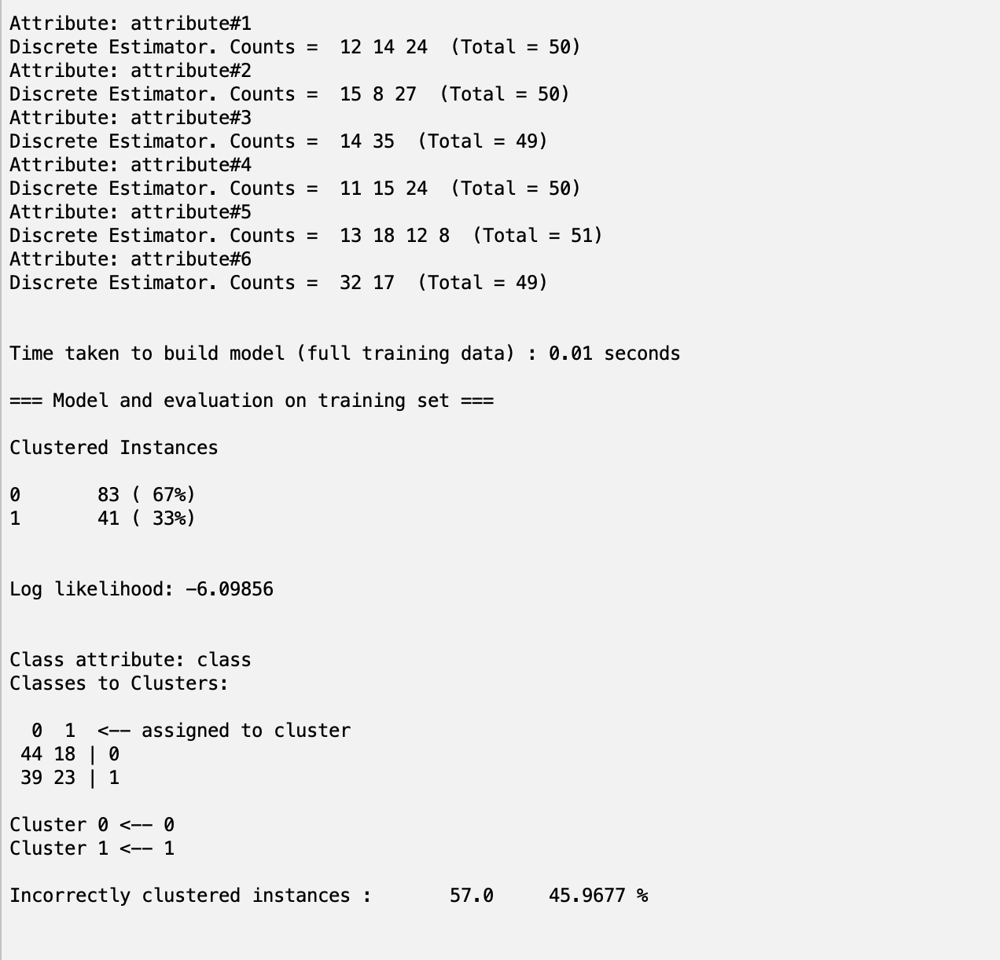 Attribute: attribute#1
Discrete Estimator. Counts =  12 14 24  (Total = 50)
Attribute: attribute#2
Discrete Estimator. Counts =  15 8 27  (Total = 50)
Attribute: attribute#3
Discrete Estimator. Counts =  14 35  (Total = 49)
Attribute: attribute#4
Discrete Estimator. Counts =  11 15 24  (Total = 50)
Attribute: attribute#5
Discrete Estimator. Counts =  13 18 12 8  (Total = 51)
Attribute: attribute#6
Discrete Estimator. Counts =  32 17  (Total = 49)
Time taken to build model (full training data) : 0.01 seconds
=== Model and evaluation on training set ===
Clustered Instances
0       83 ( 67%)
1       41 ( 33%)
Log likelihood: -6.09856
Class attribute: class
Classes to Clusters:
  0  1  <-- assigned to cluster
 44 18 | 0
 39 23 | 1
Cluster 0 <-- 0
Cluster 1 <-- 1
Incorrectly clustered instances :       57.0     45.9677 %